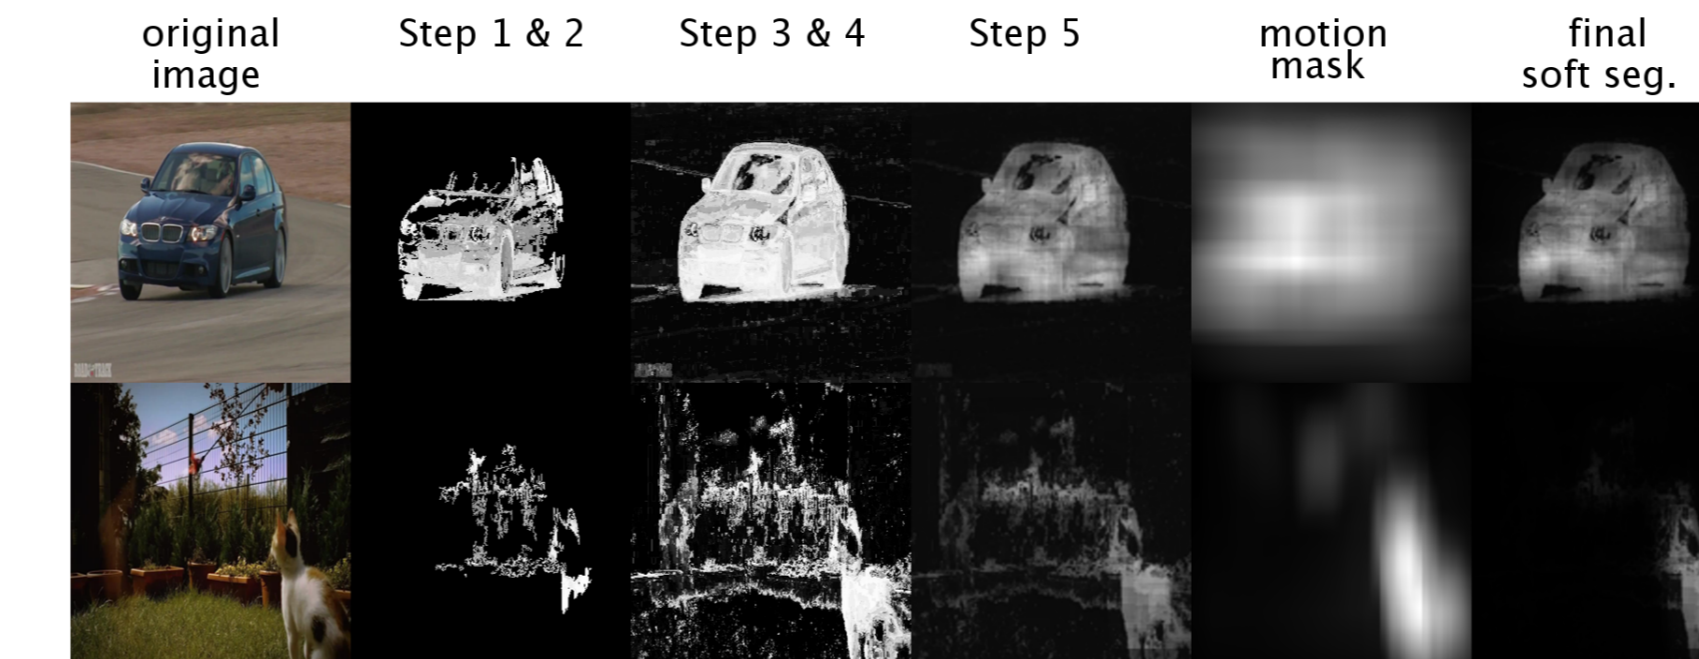 original
image
Step 1 & 2
Step 3 & 4
Step 5
motion
mask
final
soft seg.